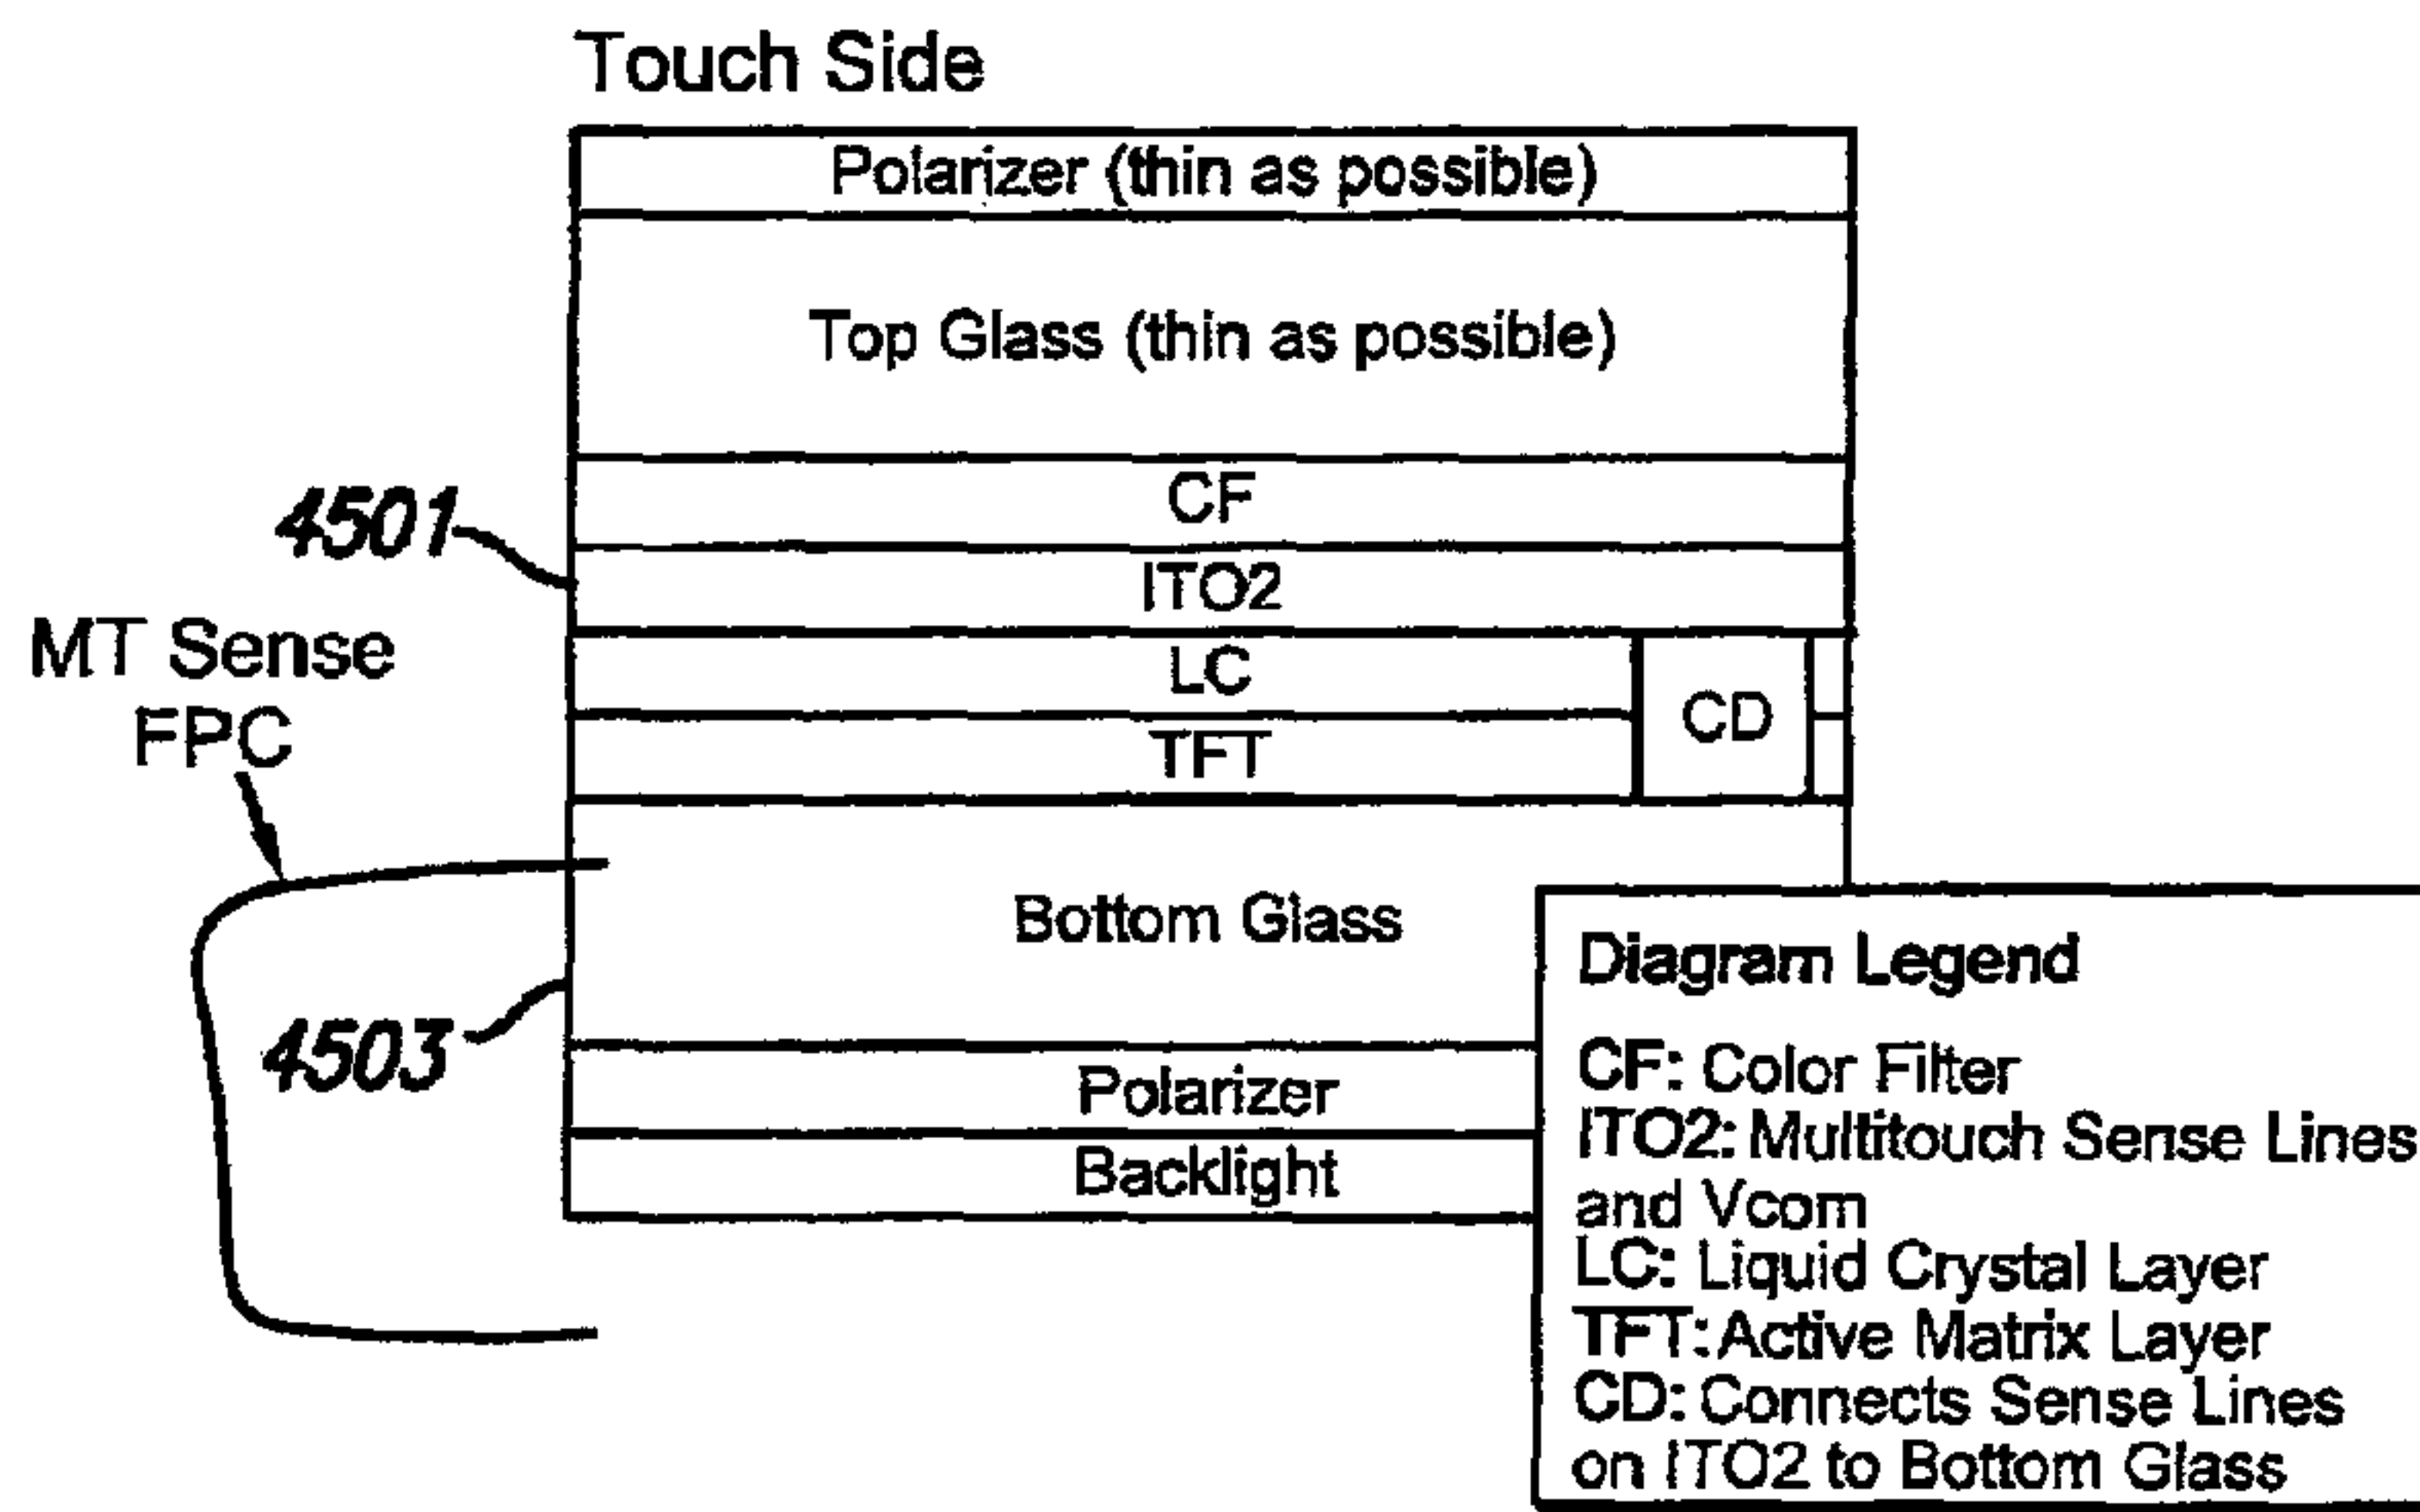 Touch Side
Polarizer (thin as possible)
Top Glass (thin as possible)
CF
4501
ITO2
MT Sense
FPC
LC
CD
TFT
Bottom Glass
4503
Polarizer
Backlight
Diagram Legend
CF: Color Filter
ITO2: Multitouch Sense Lines
and Vcom
LC: Liquid Crystal Layer
TFT: Active Matrix Layer
CD: Connects Sense Lines
on ITO2 to Bottom Glass